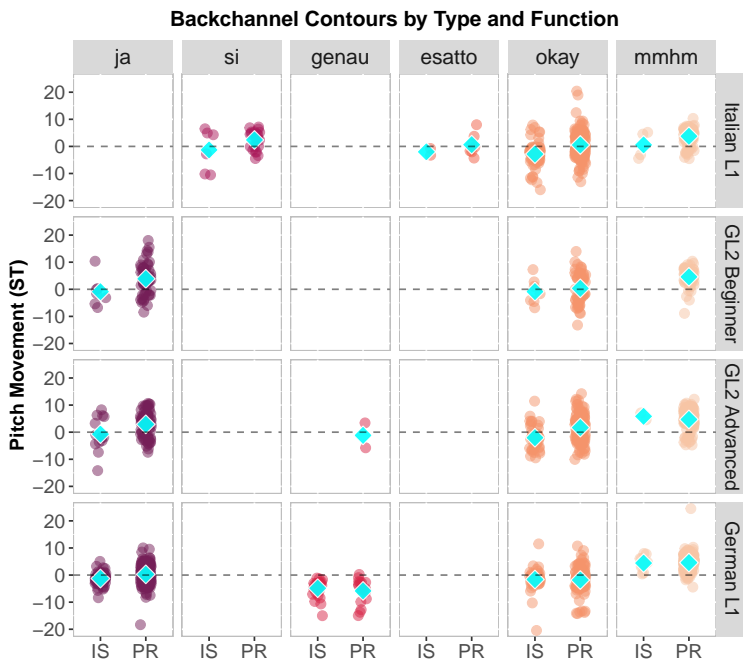 Backchannel Contours by Type and Function
ja si genau esatto okay mmhm
Pitch Movement (ST)
20
10
0
−10
−20
Italian L1
20
10
0
−10
−20
GL2 Beginner
20
10
0
−10
−20
GL2 Advanced
20
10
0
−10
−20
German L1
IS PR IS PR IS PR IS PR IS PR IS PR